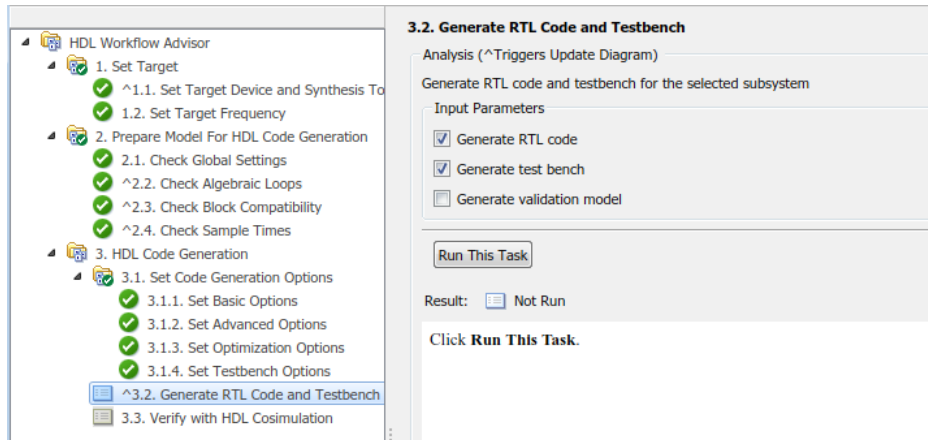 HDL Workflow Advisor
1. Set Target
^1.1. Set Target Device and Synthesis To
1.2. Set Target Frequency
2. Prepare Model For HDL Code Generation
2.1. Check Global Settings
^2.2. Check Algebraic Loops
^2.3. Check Block Compatibility
^2.4. Check Sample Times
3. HDL Code Generation
3.1. Set Code Generation Options
3.1.1. Set Basic Options
3.1.2. Set Advanced Options
3.1.3. Set Optimization Options
3.1.4. Set Testbench Options
^3.2. Generate RTL Code and Testbench
3.3. Verify with HDL Cosimulation
3.2. Generate RTL Code and Testbench
Analysis (^Triggers Update Diagram)
Generate RTL code and testbench for the selected subsystem
Input Parameters
Generate RTL code
Generate test bench
Generate validation model
Run This Task
Result: Not Run
Click Run This Task.